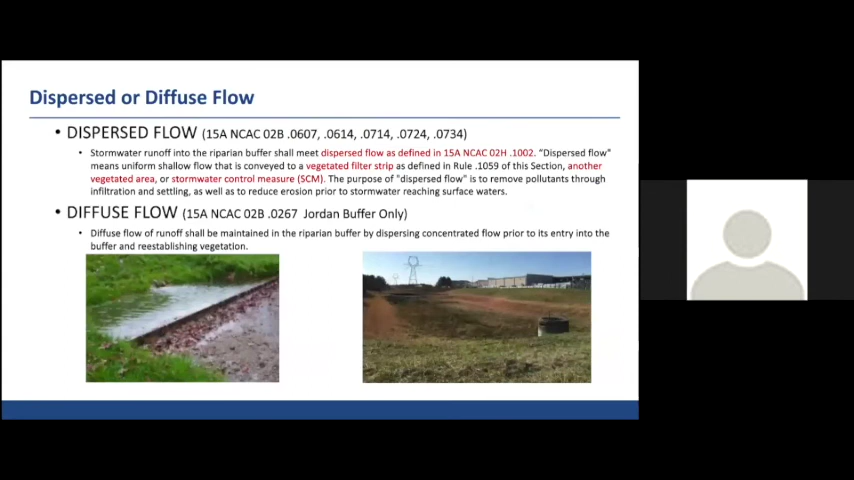 Dispersed or Diffuse Flow
• DISPERSED FLOW (15A NCAC 02B .0607, .0614, .0714, .0724, .0734)
• Stormwater runoff into the riparian buffer shall meet dispersed flow as defined in 15A NCAC 02H .1002. “Dispersed flow"
means uniform shallow flow that is conveyed to a vegetated filter strip as defined in Rule .1059 of this Section, another
vegetated area, or stormwater control measure (SCM). The purpose of "dispersed flow" is to remove pollutants through
infiltration and settling, as well as to reduce erosion prior to stormwater reaching surface waters.
• DIFFUSE FLOW (15A NCAC 02B .0267 Jordan Buffer Only)
• Diffuse flow of runoff shall be maintained in the riparian buffer by dispersing concentrated flow prior to its entry into the
buffer and reestablishing vegetation.